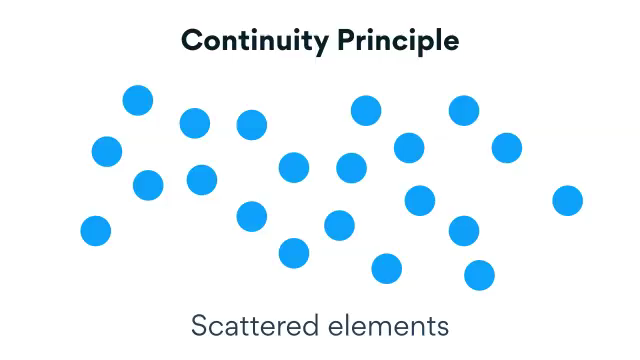 Continuity Principle
Scattered elements